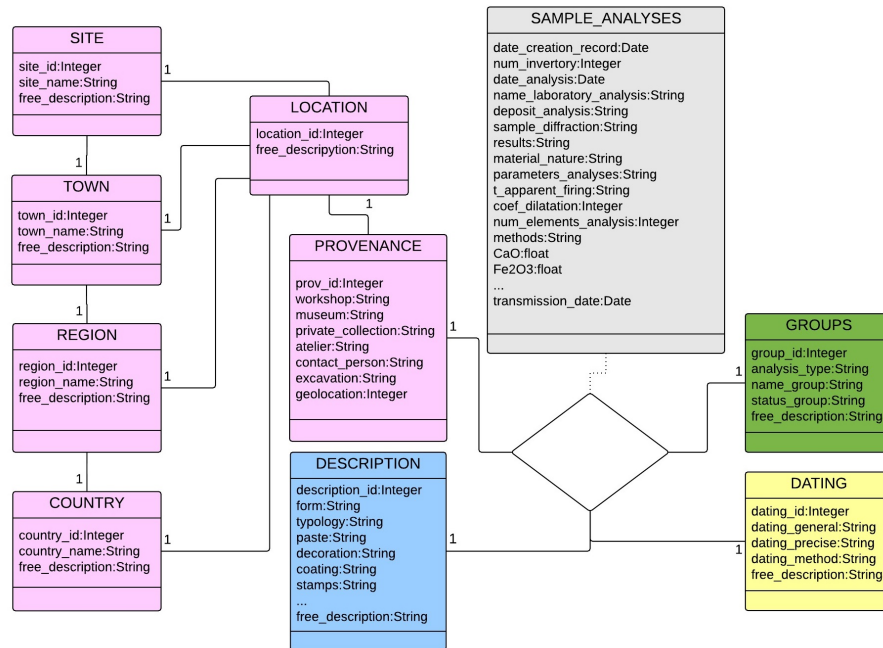 SITE
site_id:Integer
site_name:String
free_description:String
1
1
TOWN
town_id:Integer
town_name:String
free_description:String
1
1
REGION
region_id:Integer
region_name:String
free_description:String
1
1
COUNTRY
country_id:Integer
country_name:String
free_description:String
1
LOCATION
location_id:Integer
free_descripytion:String
1
PROVENANCE
prov_id:Integer
workshop:String
museum:String
private_collection:String
atelier:String
contact_person:String
excavation:String
geolocation:Integer
1
DESCRIPTION
description_id:Integer
form:String
typology:String
paste:String
decoration:String
coating:String
stamps:String
...
free_description:String
1
SAMPLE_ANALYSES
date_creation_record:Date
num_invertory:Integer
date_analysis:Date
name_laboratory_analysis:String
deposit_analysis:String
sample_diffraction:String
results:String
material_nature:String
parameters_analyses:String
t_apparent_firing:String
coef_dilatation:Integer
num_elements_analysis:Integer
methods:String
CaO:float
Fe2O3:float
...
transmission_date:Date
GROUPS
group_id:Integer
analysis_type:String
name_group:String
status_group:String
free_description:String
1
DATING
dating_id:Integer
dating_general:String
dating_precise:String
dating_method:String
free_description:String
1